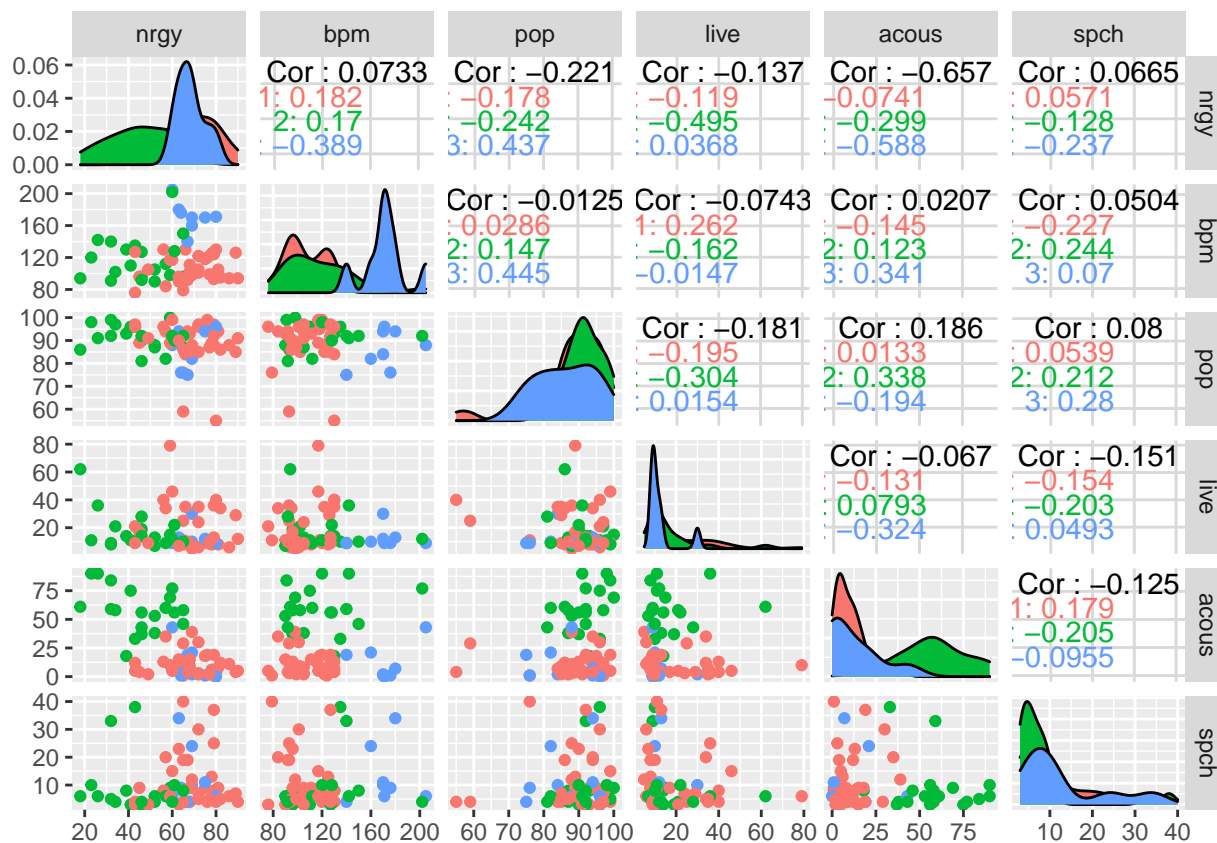 nrgy bpm pop live acous spch
0.06
0.04
0.02
0.00
Cor : 0.0733 Cor : −0.221 Cor : −0.137 Cor : −0.657 Cor : 0.0665
1: 0.182 : −0.178 : −0.119 −0.0741 : 0.0571
2: 0.17 : −0.242 : −0.495 : −0.299 : −0.128
: −0.389 3: 0.437 : 0.0368 : −0.588 : −0.237
nrgy
200
160
120
80
Cor : −0.0125 Cor : −0.0743 Cor : 0.0207 Cor : 0.0504
: 0.0286 1: 0.262 : −0.145 : −0.227
2: 0.147 : −0.162 2: 0.123 2: 0.244
3: 0.445 −0.0147 3: 0.341 3: 0.07
bpm
100
90
80
70
60
Cor : −0.181 Cor : 0.186 Cor : 0.08
: −0.195 : 0.0133 : 0.0539
: −0.304 2: 0.338 2: 0.212
: 0.0154 : −0.194 3: 0.28
pop
80
60
40
20
Cor : −0.067 Cor : −0.151
: −0.131 : −0.154
: 0.0793 : −0.203
: −0.324 : 0.0493
live
75
50
25
0
Cor : −0.125
1: 0.179
: −0.205
−0.0955
acous
40
30
20
10
spch
20 40 60 80 80 120 160 200 60 70 80 90 100 20 40 60 80 0 25 50 75 10 20 30 40